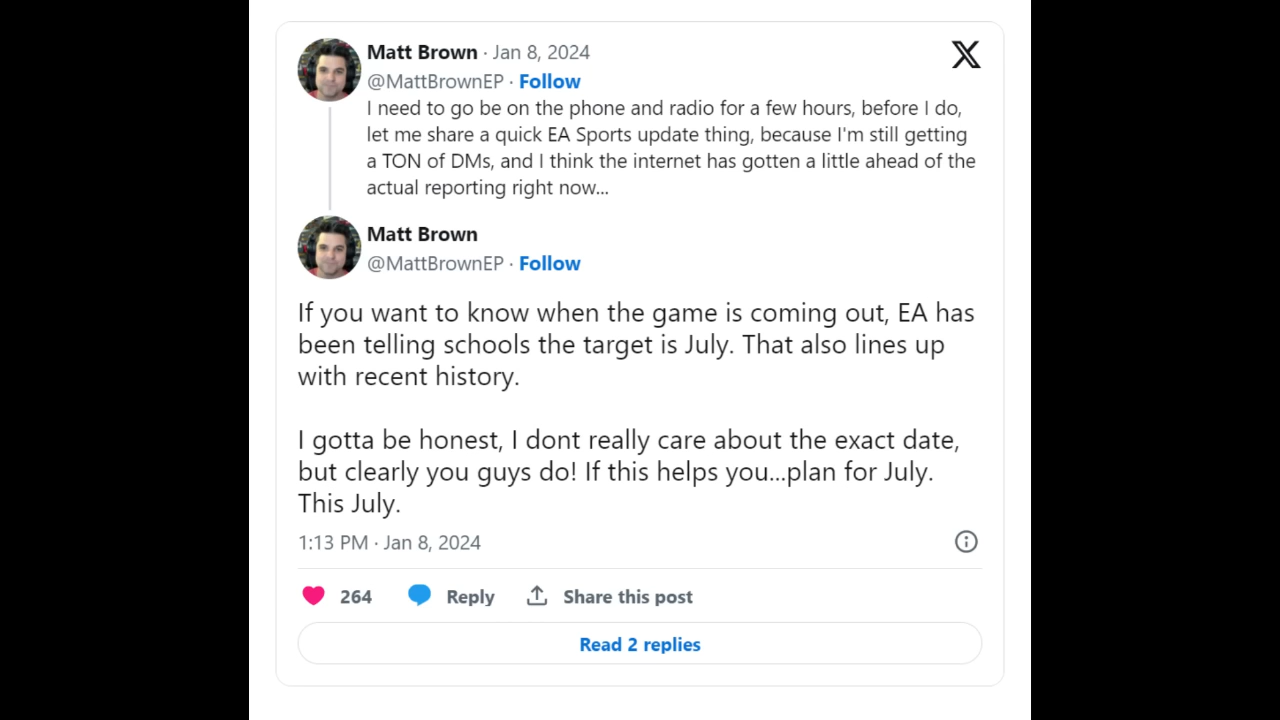 Matt Brown · Jan 8, 2024
@MattBrownEP · Follow
I need to go be on the phone and radio for a few hours, before I do,
let me share a quick EA Sports update thing, because I'm still getting
a TON of DMs, and I think the internet has gotten a little ahead of the
actual reporting right now...
Matt Brown
@MattBrownEP · Follow
If you want to know when the game is coming out, EA has
been telling schools the target is July. That also lines up
with recent history.
I gotta be honest, I dont really care about the exact date,
but clearly you guys do! If this helps you...plan for July.
This July.
1:13 PM · Jan 8, 2024
264 Reply Share this post
Read 2 replies